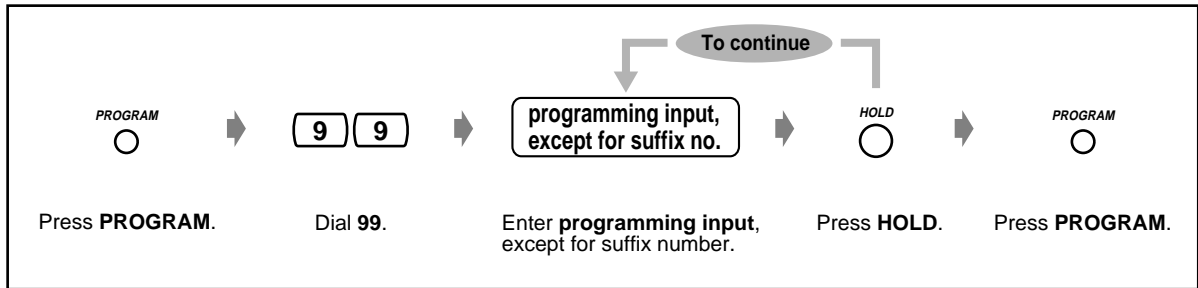 To continue
PROGRAM
9 9
programming input,
except for suffix no.
HOLD
PROGRAM
Press PROGRAM.
Dial 99.
Enter programming input,
except for suffix number.
Press HOLD.
Press PROGRAM.